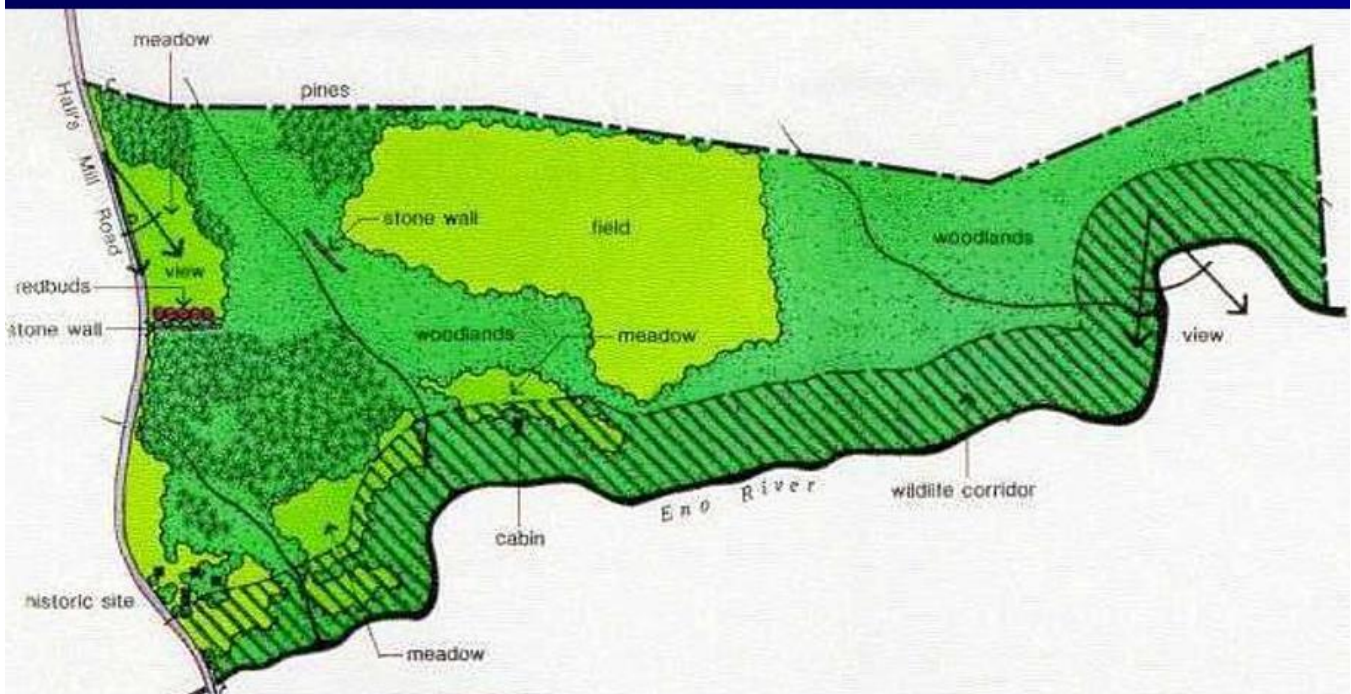 meadow
pines
Hall's Mill Road
stone wall
field
woodlands
view
redbuds
stone wall
woodlands
meadow
view
Eno River
wildlife corridor
cabin
historic site
meadow